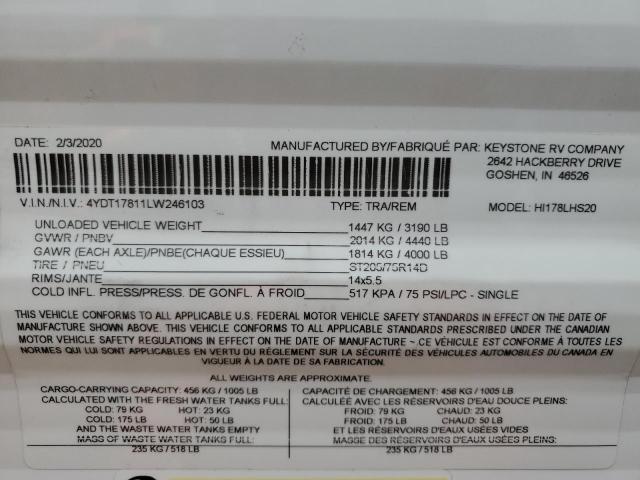 DATE: 2/3/2020
MANUFACTURED BY/FABRIQUÉ PAR: KEYSTONE RV COMPANY
2642 HACKBERRY DRIVE
GOSHEN, IN 46526
V.I.N./N.I.V.: 4YDT17811LW246103 TYPE: TRA/REM MODEL: HI178LHS20
UNLOADED VEHICLE WEIGHT 1447 KG / 3190 LB
GVWR / PNBV 2014 KG / 4440 LB
GAWR (EACH AXLE)/PNBE(CHAQUE ESSIEU) 1814 KG / 4000 LB
TIRE / PNEU ST205/75R14D
RIMS/JANTE 14x5.5
COLD INFL. PRESS/PRESS. DE GONFL. À FROID 517 KPA / 75 PSI/LPC - SINGLE
THIS VEHICLE CONFORMS TO ALL APPLICABLE U.S. FEDERAL MOTOR VEHICLE SAFETY STANDARDS IN EFFECT ON THE DATE OF
MANUFACTURE SHOWN ABOVE. THIS VEHICLE CONFORMS TO ALL APPLICABLE STANDARDS PRESCRIBED UNDER THE CANADIAN
MOTOR VEHICLE SAFETY REGULATIONS IN EFFECT ON THE DATE OF MANUFACTURE ~ CE VÉHICULE EST CONFORME À TOUTES LES
NORMES QUI LUI SONT APPLICABLES EN VERTU DU RÈGLEMENT SUR LA SÉCURITÉ DES VÉHICULES AUTOMOBILES DU CANADA EN
VIGUEUR À LA DATE DE SA FABRICATION
ALL WEIGHTS ARE APPROXIMATE.
CARGO-CARRYING CAPACITY: 456 KG / 1005 LB
CALCULATED WITH THE FRESH WATER TANKS FULL:
COLD: 79 KG HOT: 23 KG
COLD: 175 LB HOT: 50 LB
AND THE WASTE WATER TANKS EMPTY
MASS OF WASTE WATER TANKS FULL:
235 KG / 518 LB
CAPACITÉ DE CHARGEMENT: 456 KG / 1005 LB
CALCULÉE AVEC LES RÉSERVOIRS D'EAU DOUCE PLEINS:
FROID: 79 KG CHAUD: 23 KG
FROID: 175 LB CHAUD: 50 LB
ET LES RÉSERVOIRS D'EAUX USÉES VIDES
MASSE DES RÉSERVOIRS D'EAUX USÉES PLEINS:
235 KG / 518 LB